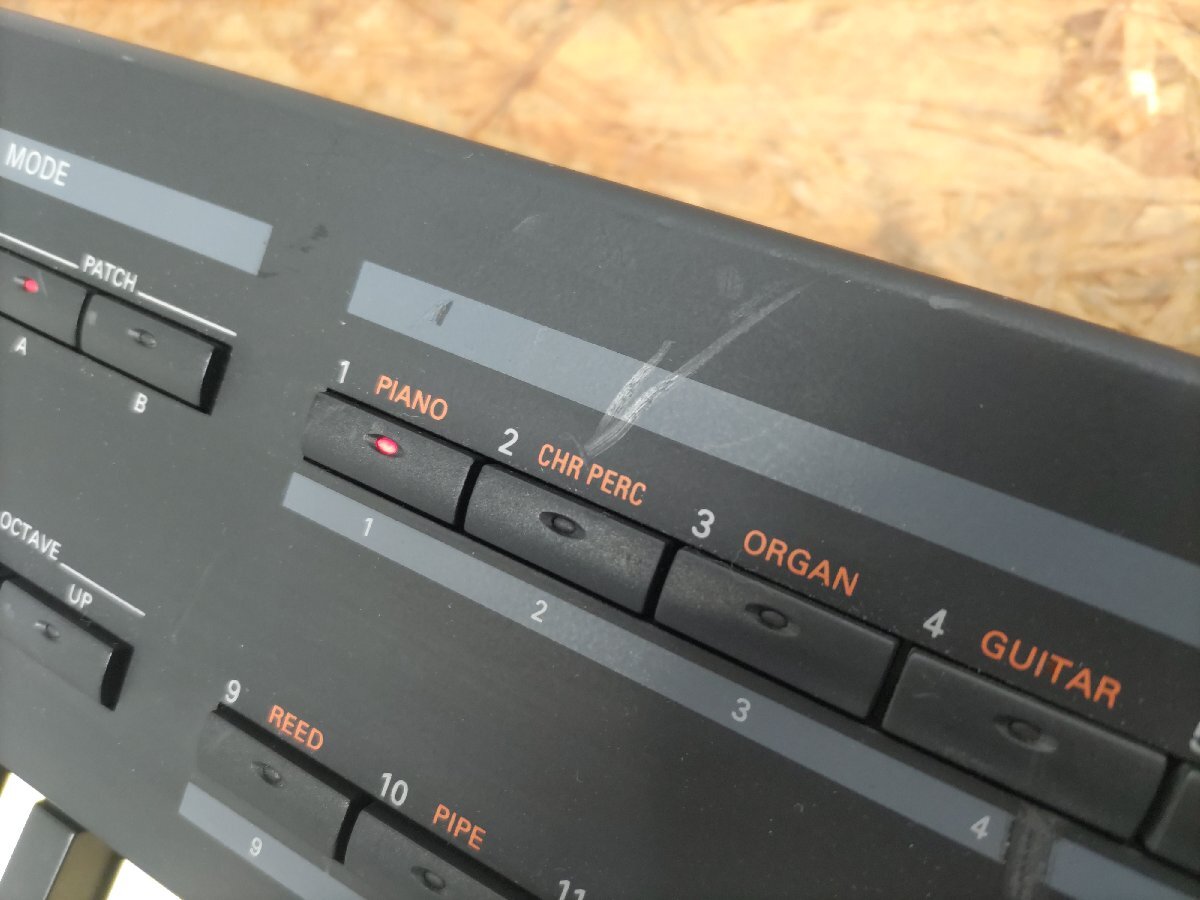 MODE
PATCH
A
B
1 PIANO
2 CHR PERC
3 ORGAN
4 GUITAR
1
2
3
4
OCTAVE
UP
9 REED
10 PIPE
11
9